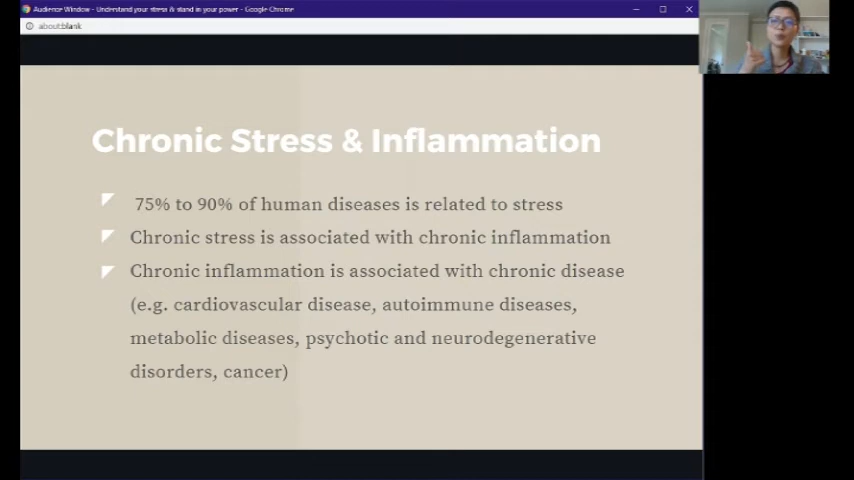 Audience Window - Understand your stress & stand in your power - Google Chrome
about:blank
Chronic Stress & Inflammation
75% to 90% of human diseases is related to stress
Chronic stress is associated with chronic inflammation
Chronic inflammation is associated with chronic disease
(e.g. cardiovascular disease, autoimmune diseases,
metabolic diseases, psychotic and neurodegenerative
disorders, cancer)